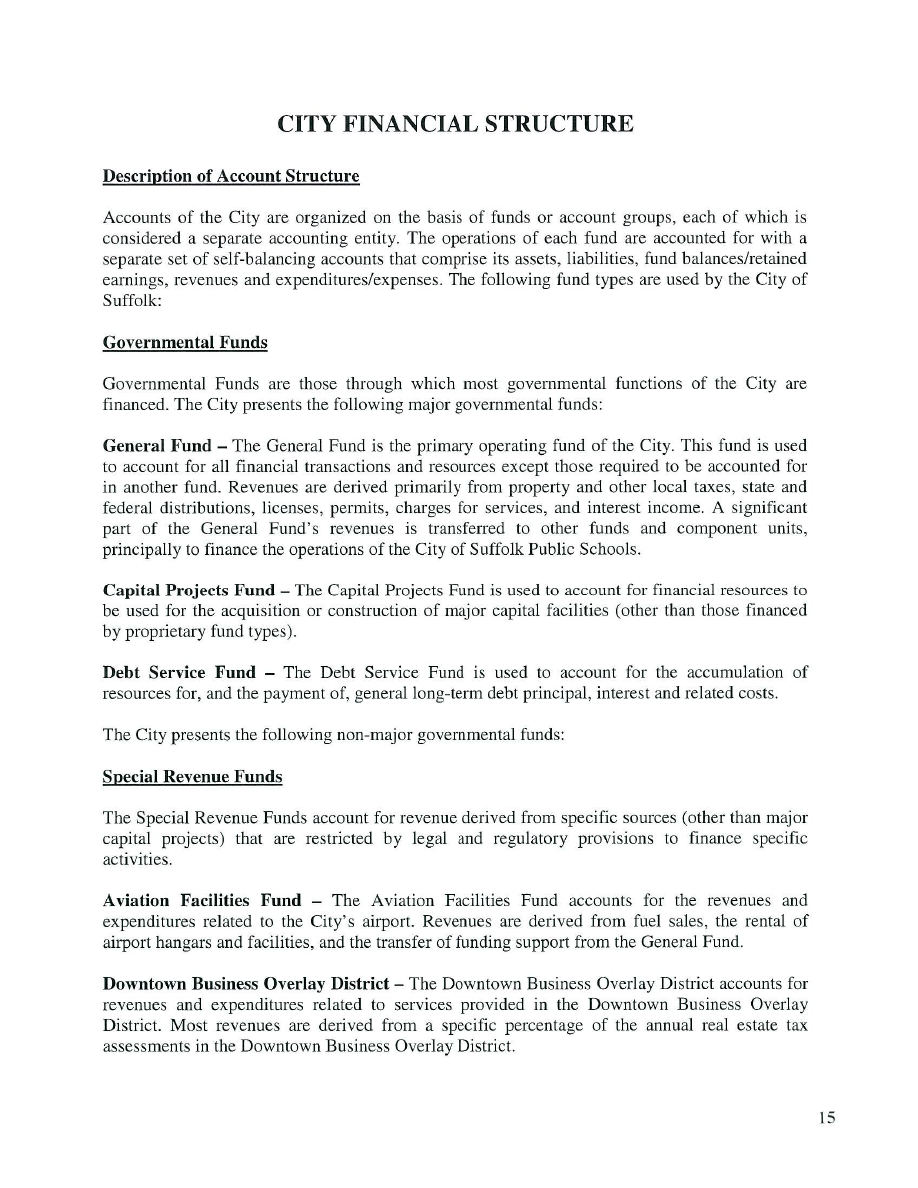 CITY FINANCIAL STRUCTURE
Description of Account Structure
Accounts of the City are organized on the basis of funds or account groups, each of which is
considered a separate accounting entity. The operations of each fund are accounted for with a
separate set of self-balancing accounts that comprise its assets, liabilities, fund balances/retained
earnings, revenues and expenditures/expenses. The following fund types are used by the City of
Suffolk:
Governmental Funds
Governmental Funds are those through which most governmental functions of the City are
financed. The City presents the following major governmental funds:
General Fund – The General Fund is the primary operating fund of the City. This fund is used
to account for all financial transactions and resources except those required to be accounted for
in another fund. Revenues are derived primarily from property and other local taxes, state and
federal distributions, licenses, permits, charges for services, and interest income. A significant
part of the General Fund's revenues is transferred to other funds and component units,
principally to finance the operations of the City of Suffolk Public Schools.
Capital Projects Fund – The Capital Projects Fund is used to account for financial resources to
be used for the acquisition or construction of major capital facilities (other than those financed
by proprietary fund types).
Debt Service Fund – The Debt Service Fund is used to account for the accumulation of
resources for, and the payment of, general long-term debt principal, interest and related costs.
The City presents the following non-major governmental funds:
Special Revenue Funds
The Special Revenue Funds account for revenue derived from specific sources (other than major
capital projects) that are restricted by legal and regulatory provisions to finance specific
activities.
Aviation Facilities Fund – The Aviation Facilities Fund accounts for the revenues and
expenditures related to the City's airport. Revenues are derived from fuel sales, the rental of
airport hangars and facilities, and the transfer of funding support from the General Fund.
Downtown Business Overlay District – The Downtown Business Overlay District accounts for
revenues and expenditures related to services provided in the Downtown Business Overlay
District. Most revenues are derived from a specific percentage of the annual real estate tax
assessments in the Downtown Business Overlay District.
15